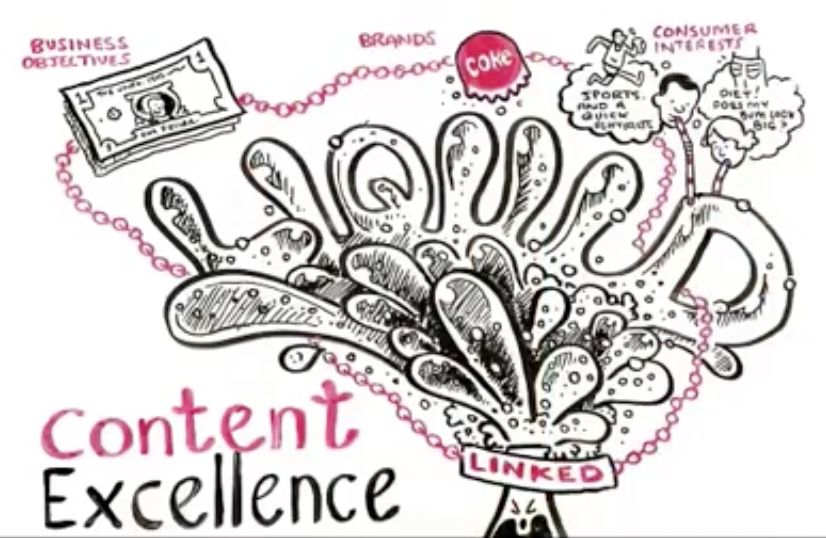 BUSINESS
OBJECTIVES
BRANDS
COKE
CONSUMER
INTERESTS
SPORTS.
AND A
QUICK
DIET!
DOES MY
BUM LOOK
BIG?
LIQUID
LINKED
Content
Excellence